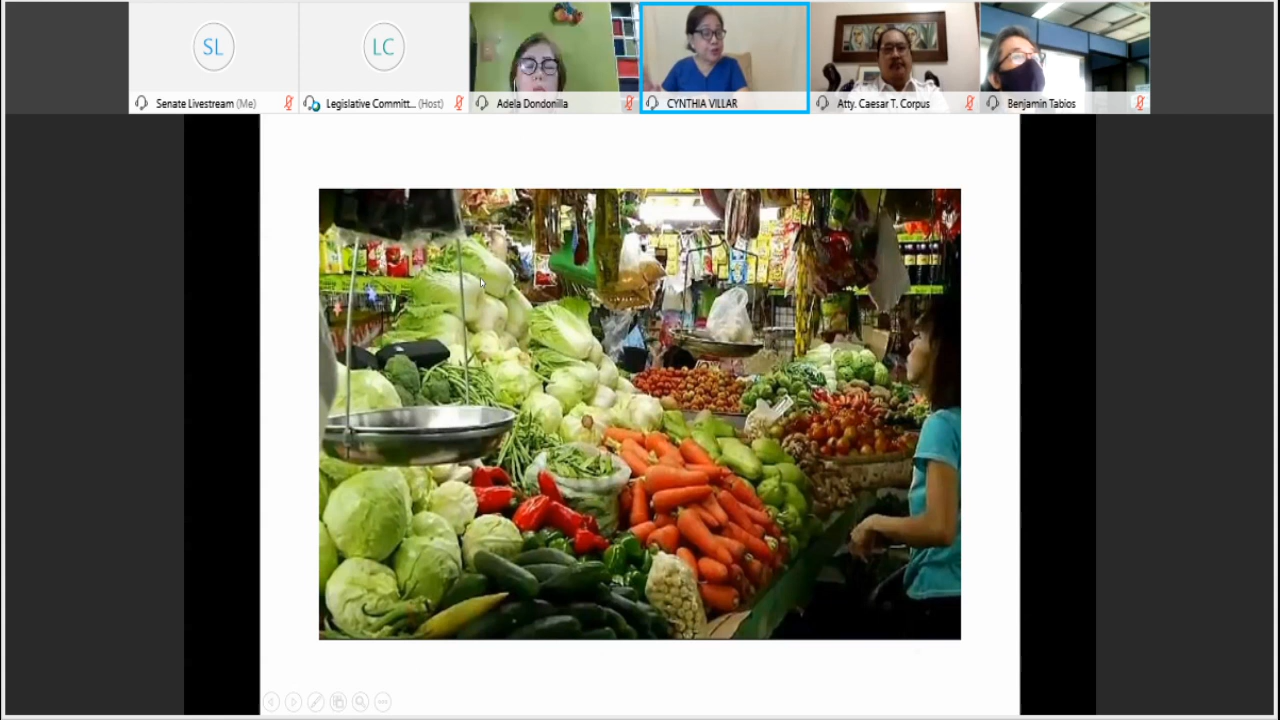 SL
Senate Livestream (Me)
LC
Legislative Committ... (Host)
Adela Dondonilla
CYNTHIA VILLAR
Atty. Caesar T. Corpus
Benjamin Tabios